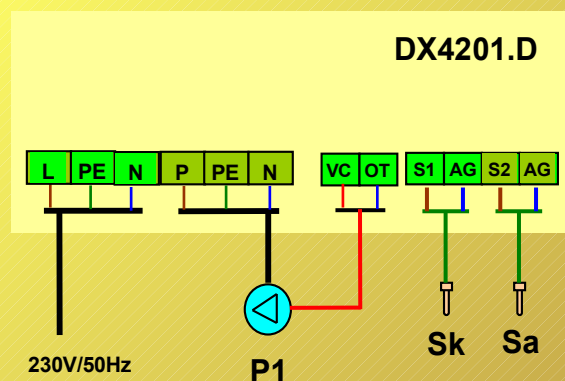 DX4201.D
L PE N P PE N VC OT S1 AG S2 AG
Sk Sa
230V/50Hz P1